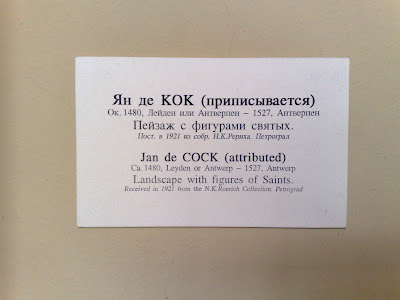 Ян де КОК (приписывается)
Ок. 1480, Лейден или Антверпен – 1527, Антверпен
Пейзаж с фигурами святых.
Пост. в 1921 из собр. Н.К.Рериха. Петроград
Jan de COCK (attributed)
Ca. 1480, Leyden or Antwerp – 1527, Antwerp
Landscape with figures of Saints.
Received in 1921 from the N.K.Roerich Collection. Petrograd